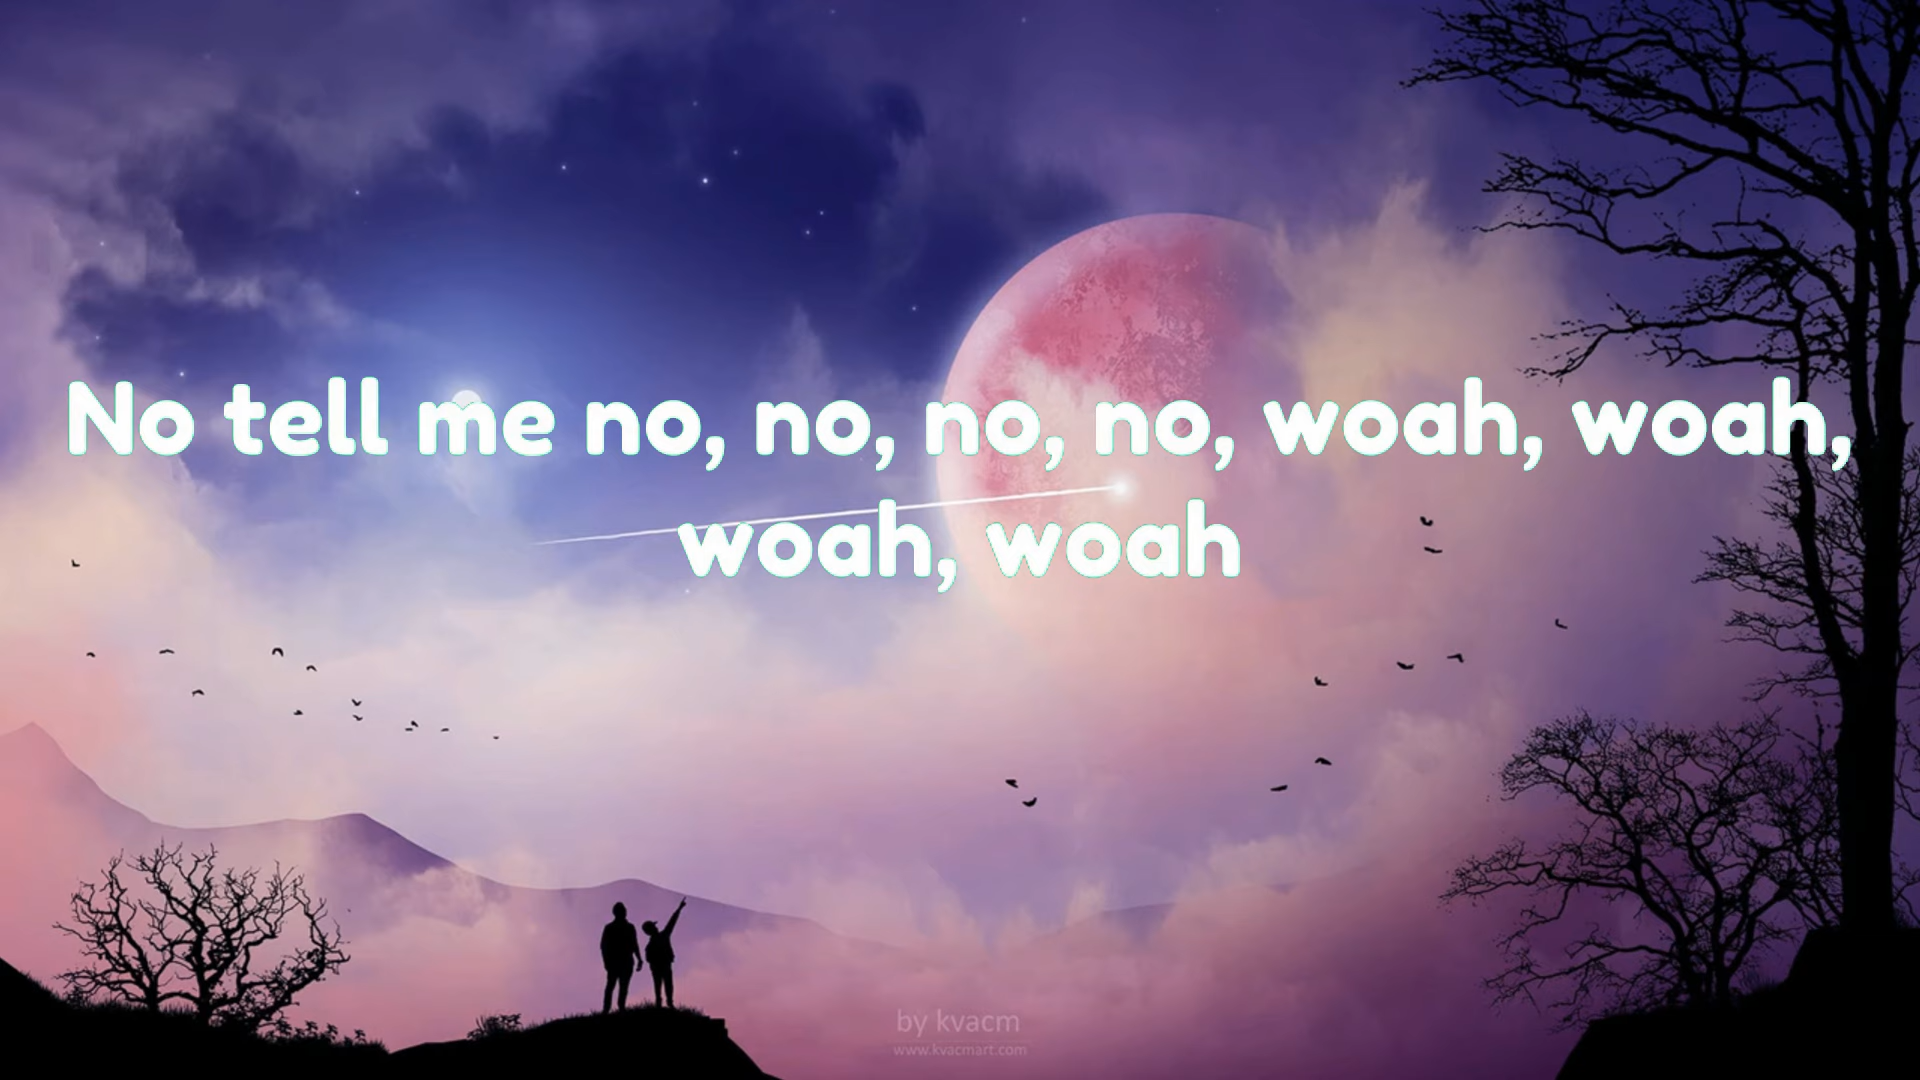 No tell me no, no, no, no, woah, woah,
woah, woah
by kvacm
www.kvacmart.com